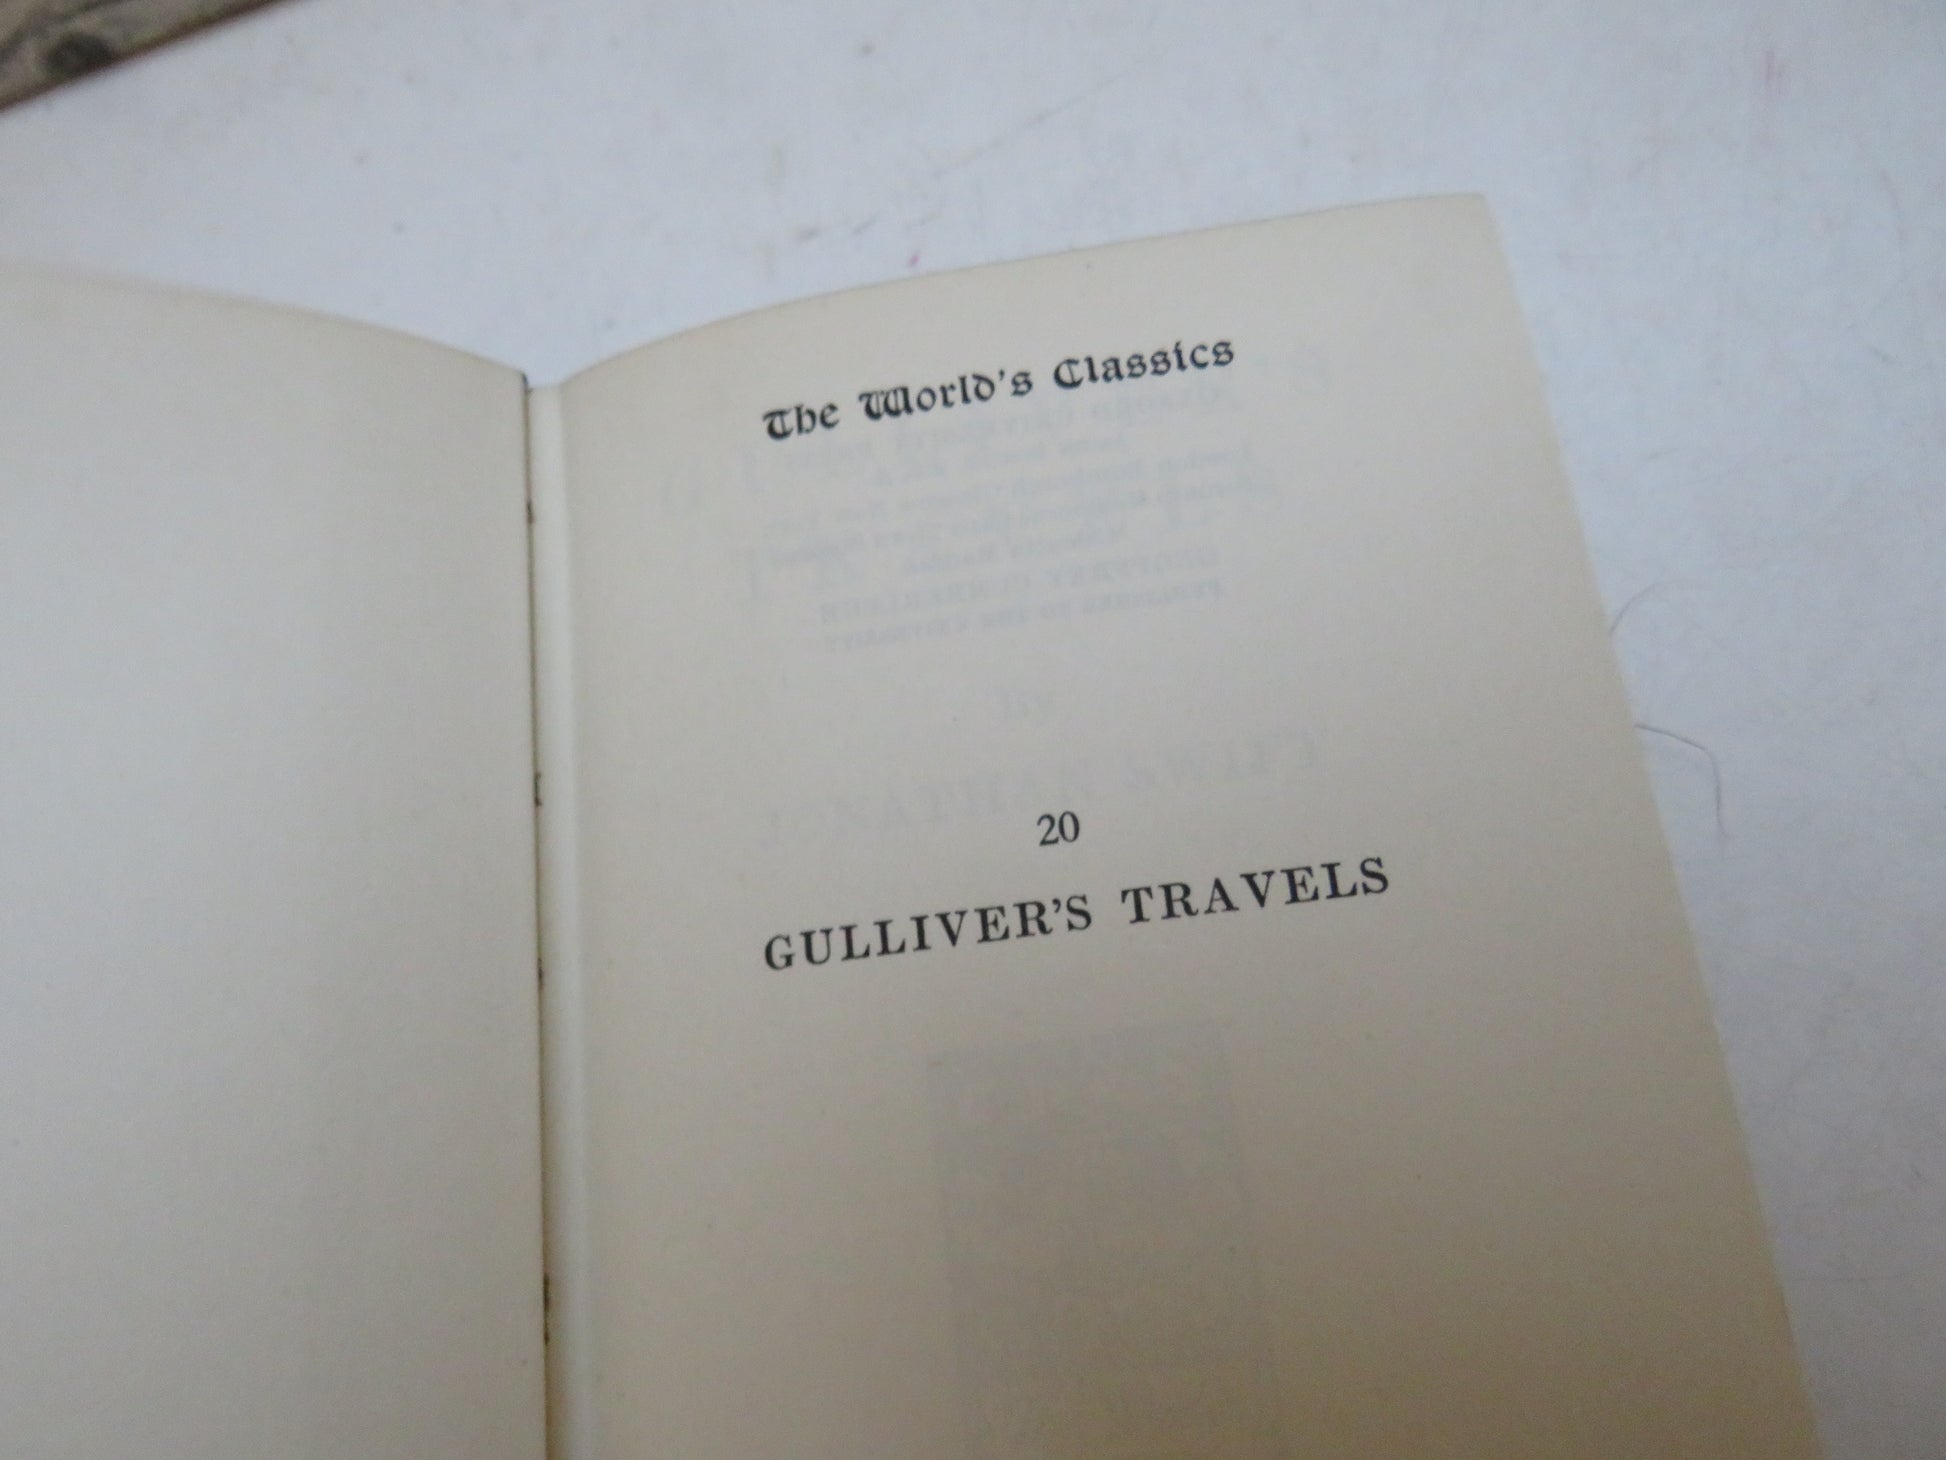 The World's Classics
20
GULLIVER'S TRAVELS